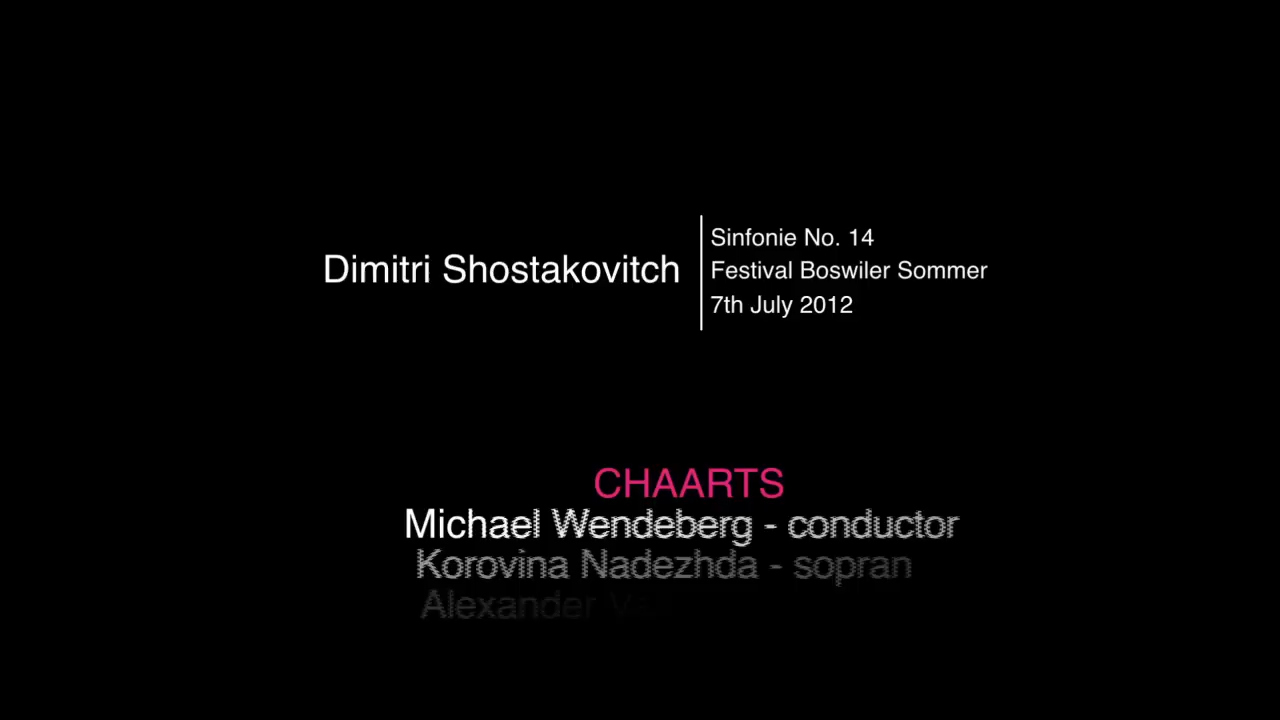 Dimitri Shostakovitch
Sinfonie No. 14
Festival Boswiler Sommer
7th July 2012
CHAARTS
Michael Wendeberg - conductor
Korovina Nadezhda - sopran
Alexander